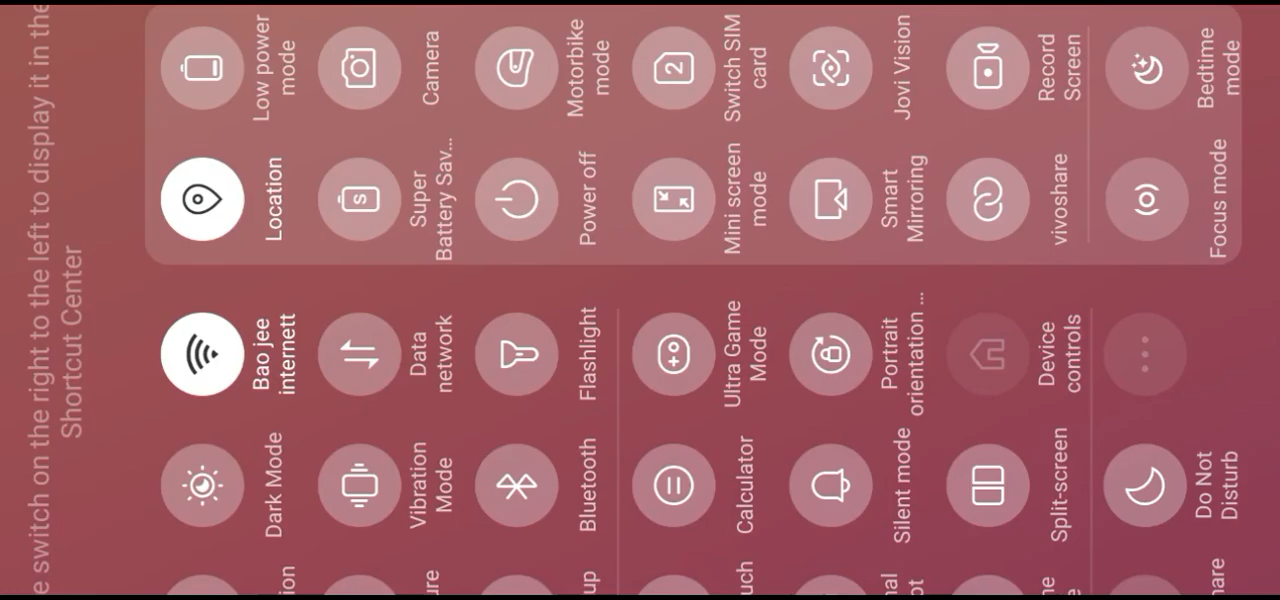 switch on the right to the left to display it in the
Shortcut Center
Dark Mode
Bao jee
internett
Location
Low power
mode
Vibration
Mode
Data
network
S
Super
Battery Sav...
Camera
Bluetooth
Flashlight
Power off
Motorbike
mode
Calculator
Ultra Game
Mode
Mini screen
mode
2
Switch SIM
card
Silent mode
Portrait
orientation ...
Smart
Mirroring
Jovi Vision
Split-screen
Device
controls
vivoshare
Record
Screen
Do Not
Disturb
Focus mode
Bedtime
mode